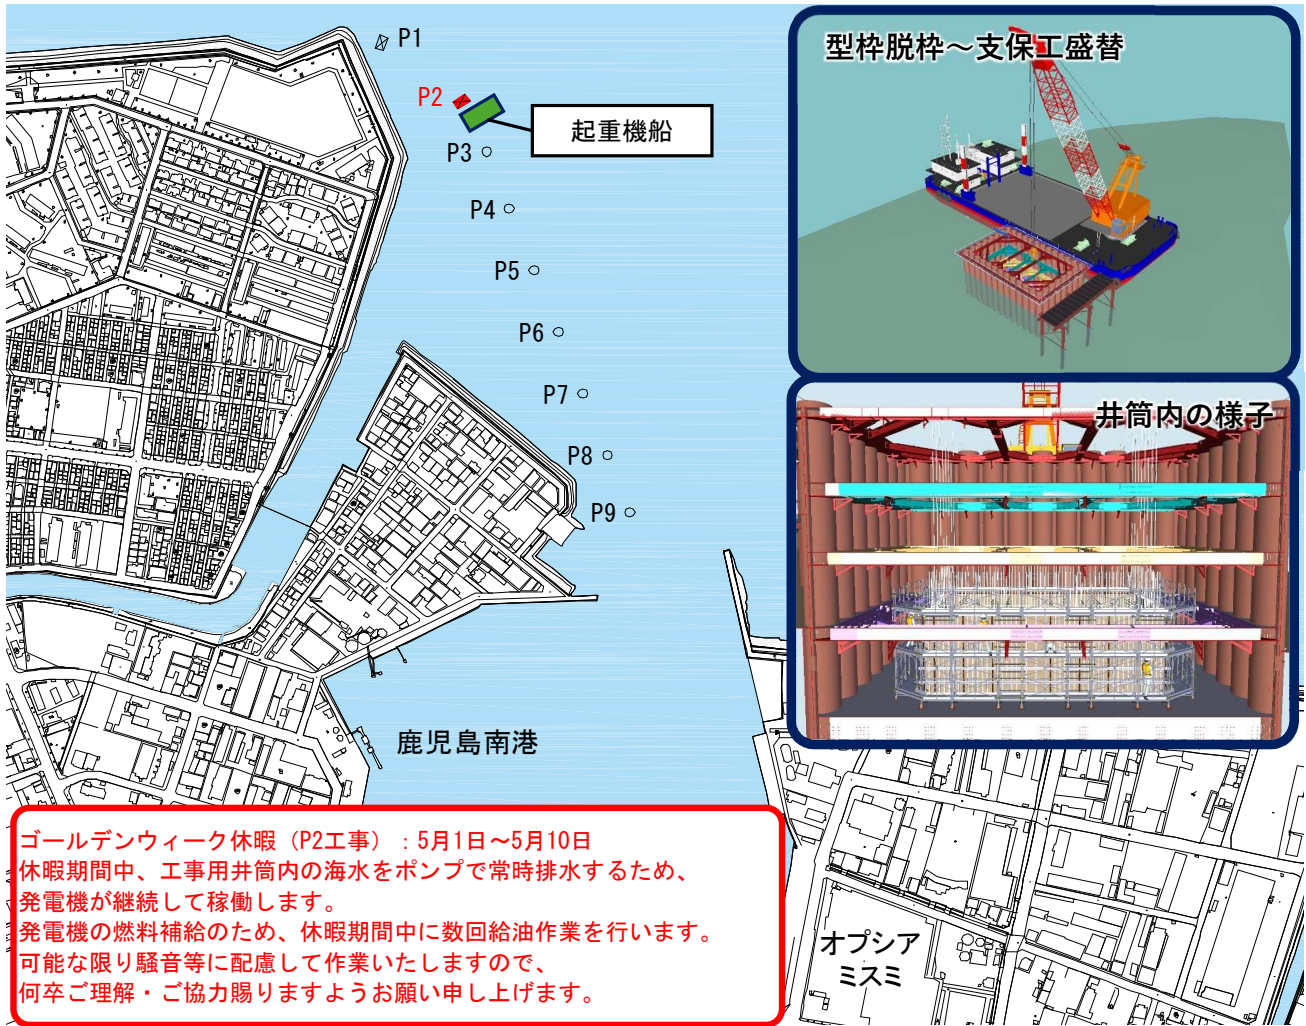 P1
P2
起重機船
P3
P4
P5
P6
P7
P8
P9
型枠脱枠～支保工盛替
井筒内の様子
鹿児島南港
オプシア
ミスミ
ゴールデンウィーク休暇（P2工事）：5月1日～5月10日
休暇期間中、工事用井筒内の海水をポンプで常時排水するため、
発電機が継続して稼働します。
発電機の燃料補給のため、休暇期間中に数回給油作業を行います。
可能な限り騒音等に配慮して作業いたしますので、
何卒ご理解・ご協力賜りますようお願い申し上げます。